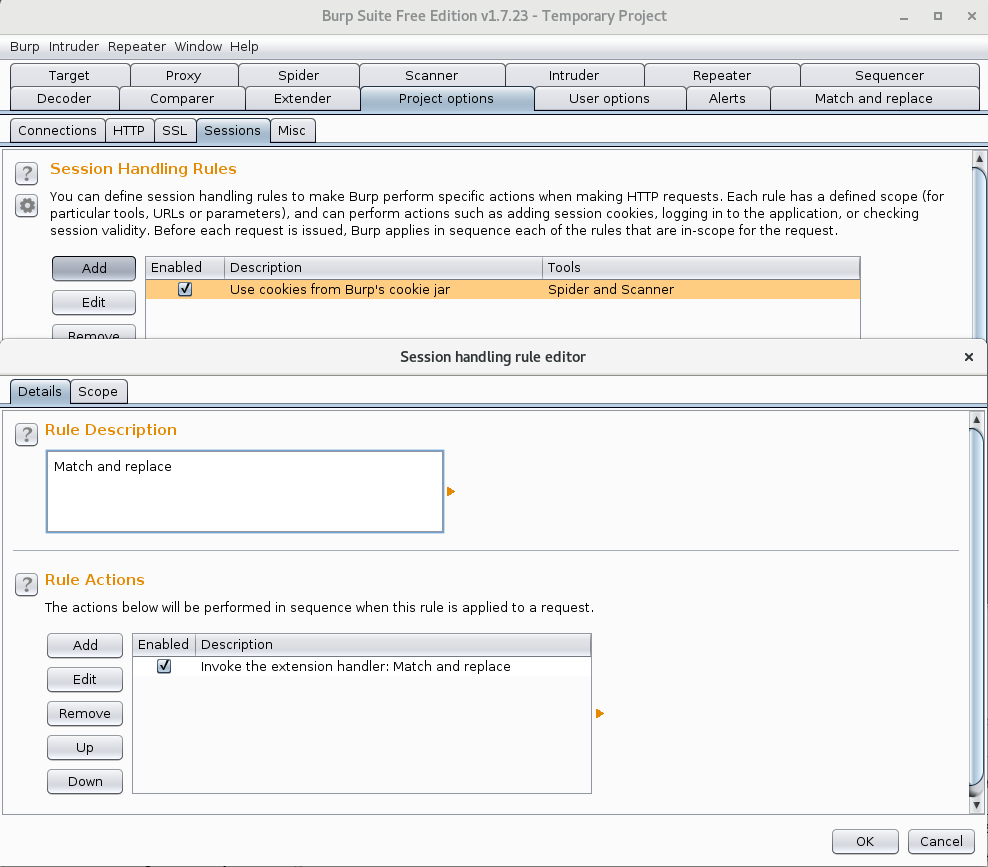 Burp Suite Free Edition v1.7.23 - Temporary Project
Burp Intruder Repeater Window Help
Target Proxy Spider Scanner Intruder Repeater Sequencer
Decoder Comparer Extender Project options User options Alerts Match and replace
Connections HTTP SSL Sessions Misc
? Session Handling Rules
You can define session handling rules to make Burp perform specific actions when making HTTP requests. Each rule has a defined scope (for
particular tools, URLs or parameters), and can perform actions such as adding session cookies, logging in to the application, or checking
session validity. Before each request is issued, Burp applies in sequence each of the rules that are in-scope for the request.
Add Enabled Description Tools
Use cookies from Burp's cookie jar Spider and Scanner
Edit
Remove
Session handling rule editor
Details Scope
? Rule Description
Match and replace
? Rule Actions
The actions below will be performed in sequence when this rule is applied to a request.
Add Enabled Description
Invoke the extension handler: Match and replace
Edit
Remove
Up
Down
OK Cancel